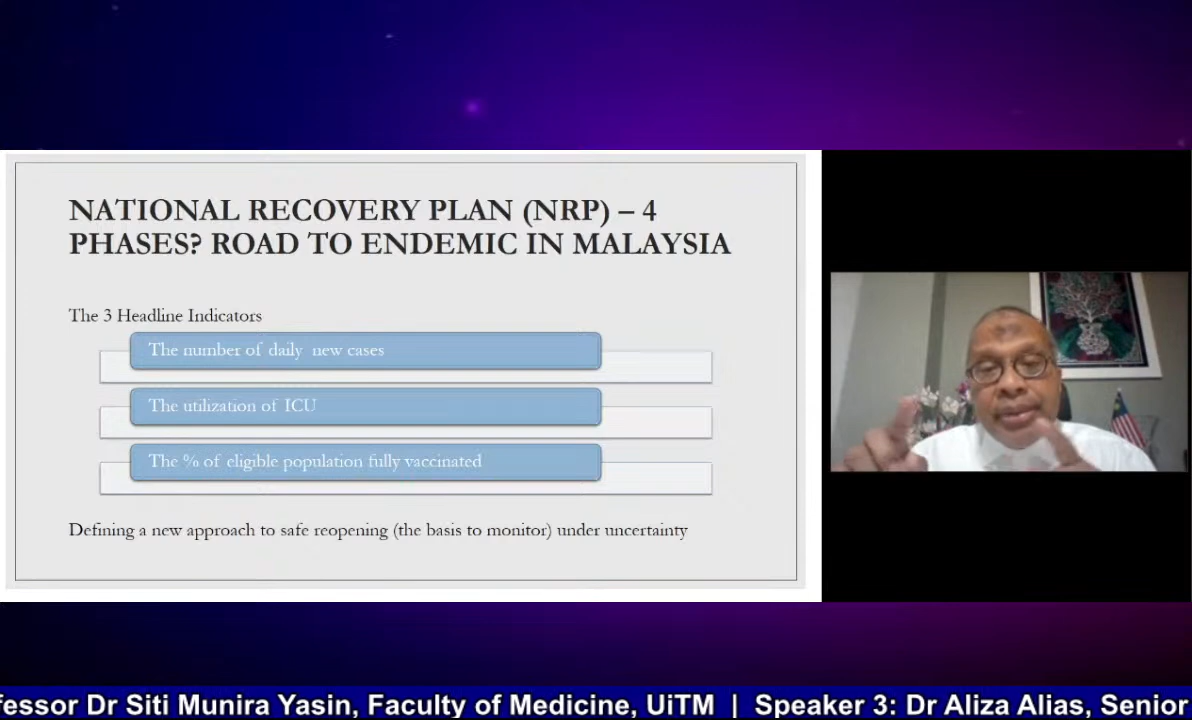 NATIONAL RECOVERY PLAN (NRP) – 4
PHASES? ROAD TO ENDEMIC IN MALAYSIA
The 3 Headline Indicators
The number of daily new cases
The utilization of ICU
The % of eligible population fully vaccinated
Defining a new approach to safe reopening (the basis to monitor) under uncertainty
fessor Dr Siti Munira Yasin, Faculty of Medicine, UiTM | Speaker 3: Dr Aliza Alias, Senior